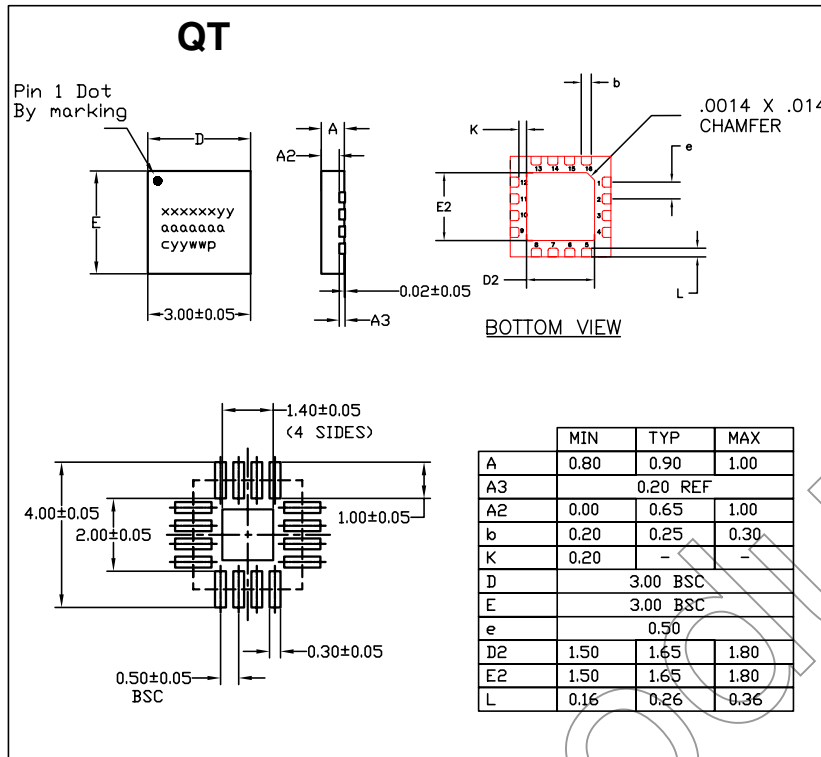 QT
Pin 1 Dot
By marking
D
A
A2
E
xxxxxxyy
aaaaaaa
cyywwp
3.00±0.05
0.02±0.05
A3
b
K
.0014 X .014
CHAMFER
e
13 14 15 16
12 11 10 9
1 2 3 4
8 7 6 5
E2
D2
L
BOTTOM VIEW
1.40±0.05
(4 SIDES)
4.00±0.05
2.00±0.05
1.00±0.05
0.30±0.05
0.50±0.05
BSC
MIN TYP MAX
A 0.80 0.90 1.00
A3 0.20 REF
A2 0.00 0.65 1.00
b 0.20 0.25 0.30
K 0.20 - -
D 3.00 BSC
E 3.00 BSC
e 0.50
D2 1.50 1.65 1.80
E2 1.50 1.65 1.80
L 0.16 0.26 0.36